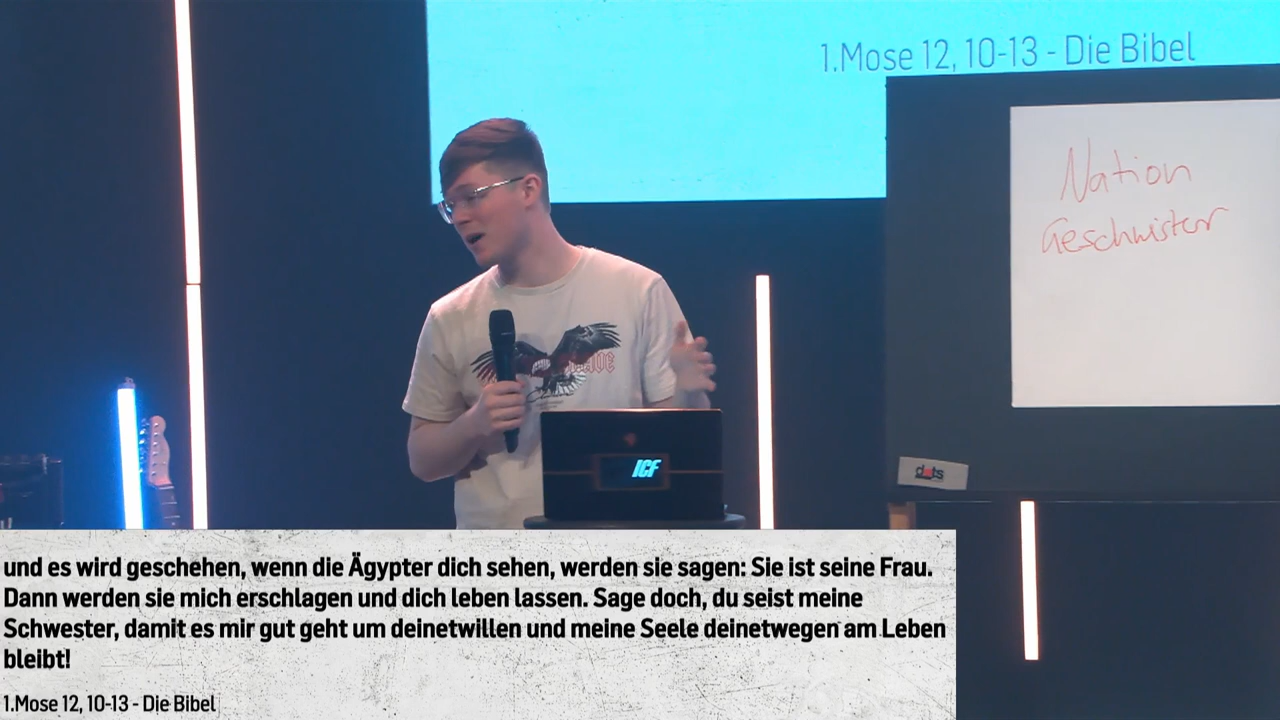 1.Mose 12, 10-13 - Die Bibel
Nation
Geschwister
ICF
dots
und es wird geschehen, wenn die Ägypter dich sehen, werden sie sagen: Sie ist seine Frau.
Dann werden sie mich erschlagen und dich leben lassen. Sage doch, du seist meine
Schwester, damit es mir gut geht um deinetwillen und meine Seele deinetwegen am Leben
bleibt!
1.Mose 12, 10-13 - Die Bibel